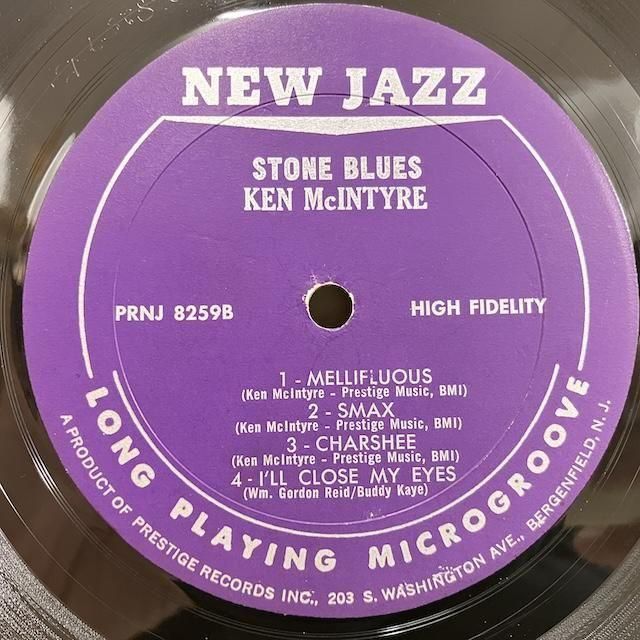 NEW JAZZ
STONE BLUES
KEN McINTYRE
PRNJ 8259B
HIGH FIDELITY
1 - MELLIFLUOUS
(Ken McIntyre - Prestige Music, BMI)
2 - SMAX
(Ken McIntyre - Prestige Music, BMI)
3 - CHARSHEE
(Ken McIntyre - Prestige Music, BMI)
4 - I'LL CLOSE MY EYES
(Wm. Gordon Reid/Buddy Kaye)
LONG PLAYING MICROGROOVE
A PRODUCT OF PRESTIGE RECORDS INC., 203 S. WASHINGTON AVE., BERGENFIELD, N. J.